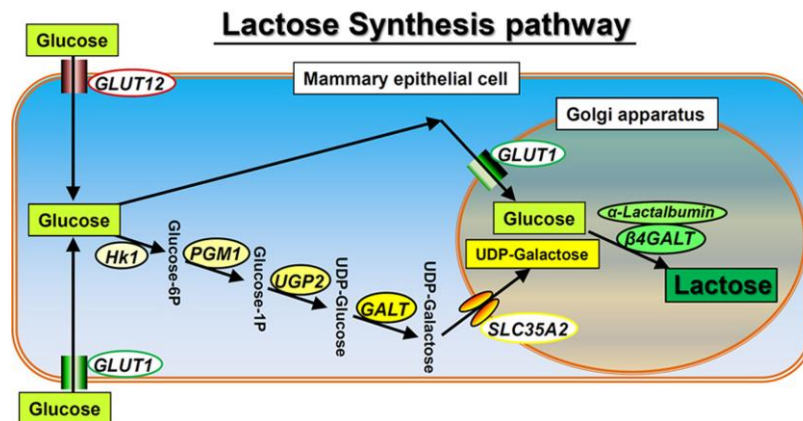 Lactose Synthesis pathway
Glucose
GLUT12
Mammary epithelial cell
Golgi apparatus
GLUT1
Glucose
Glucose
α-Lactalbumin
β4GALT
UDP-Galactose
Lactose
Hk1
Glucose-6P
PGM1
Glucose-1P
UGP2
UDP-Glucose
GALT
UDP-Galactose
SLC35A2
GLUT1
Glucose